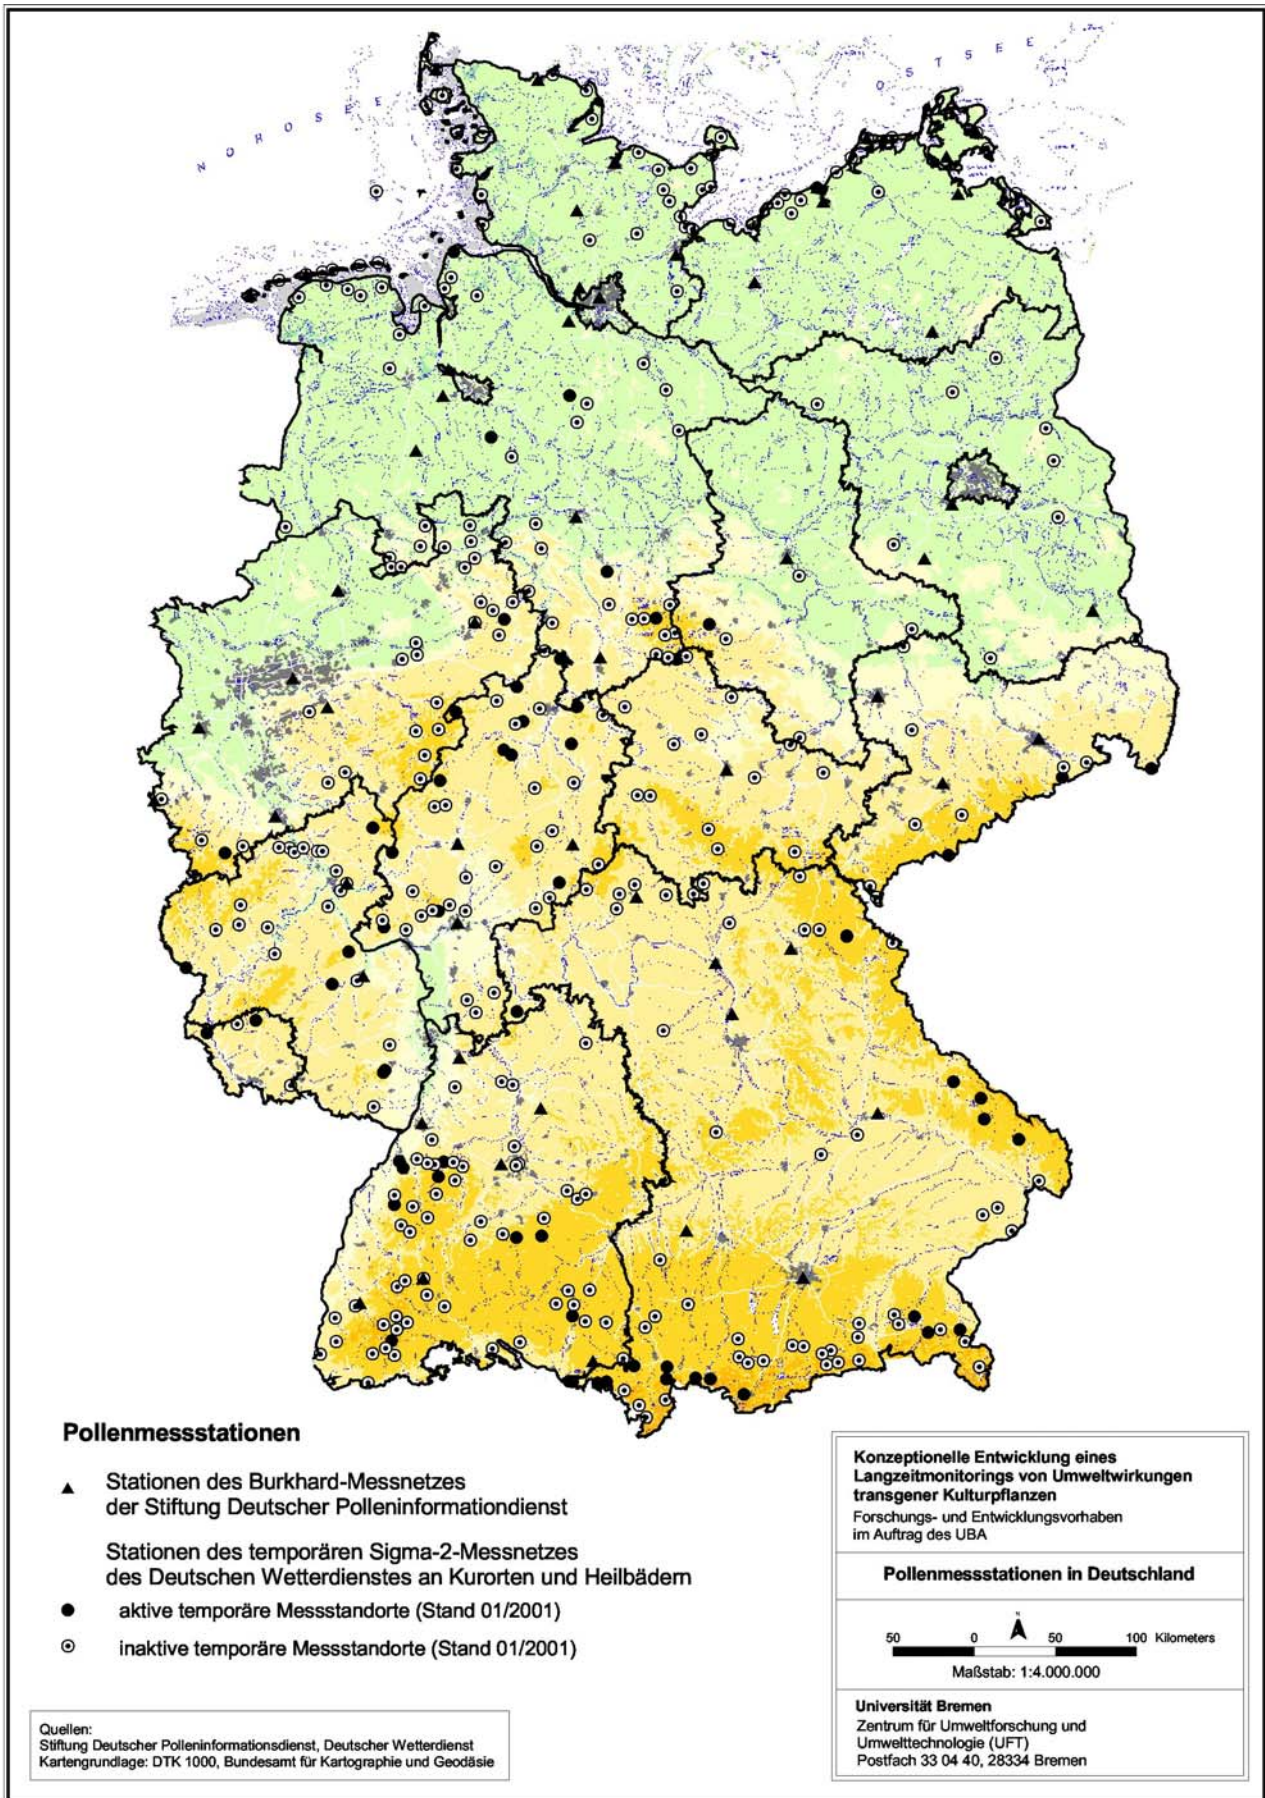 NOROSEE
OSTSEE
Pollenmessstationen
Stationen des Burkhard-Messnetzes
der Stiftung Deutscher Polleninformationdienst
Stationen des temporären Sigma-2-Messnetzes
des Deutschen Wetterdienstes an Kurorten und Heilbädern
aktive temporäre Messstandorte (Stand 01/2001)
inaktive temporäre Messstandorte (Stand 01/2001)
Quellen:
Stiftung Deutscher Polleninformationsdienst, Deutscher Wetterdienst
Kartengrundlage: DTK 1000, Bundesamt für Kartographie und Geodäsie
Konzeptionelle Entwicklung eines
Langzeitmonitorings von Umweltwirkungen
transgener Kulturpflanzen
Forschungs- und Entwicklungsvorhaben
im Auftrag des UBA
Pollenmessstationen in Deutschland
N
50 0 50 100 Kilometers
Maßstab: 1:4.000.000
Universität Bremen
Zentrum für Umweltforschung und
Umwelttechnologie (UFT)
Postfach 33 04 40, 28334 Bremen